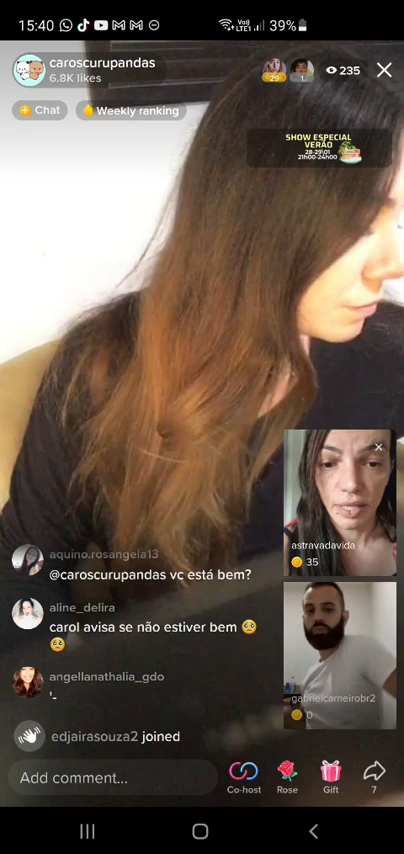 15:40
Vo))
LTE1
39%
caroscurupandas
6.8K likes
29
1
235
Chat
Weekly ranking
SHOW ESPECIAL
VERÃO
28-29\01
21h00-24h00
astravadavida
35
aquino.rosangela13
@caroscurupandas vc está bem?
aline_delira
carol avisa se não estiver bem 🥺
🥺
angellanathalia_gdo
'-
gabrielcarneirobr2
0
edjairasouza2 joined
Add comment...
Co-host
Rose
Gift
7